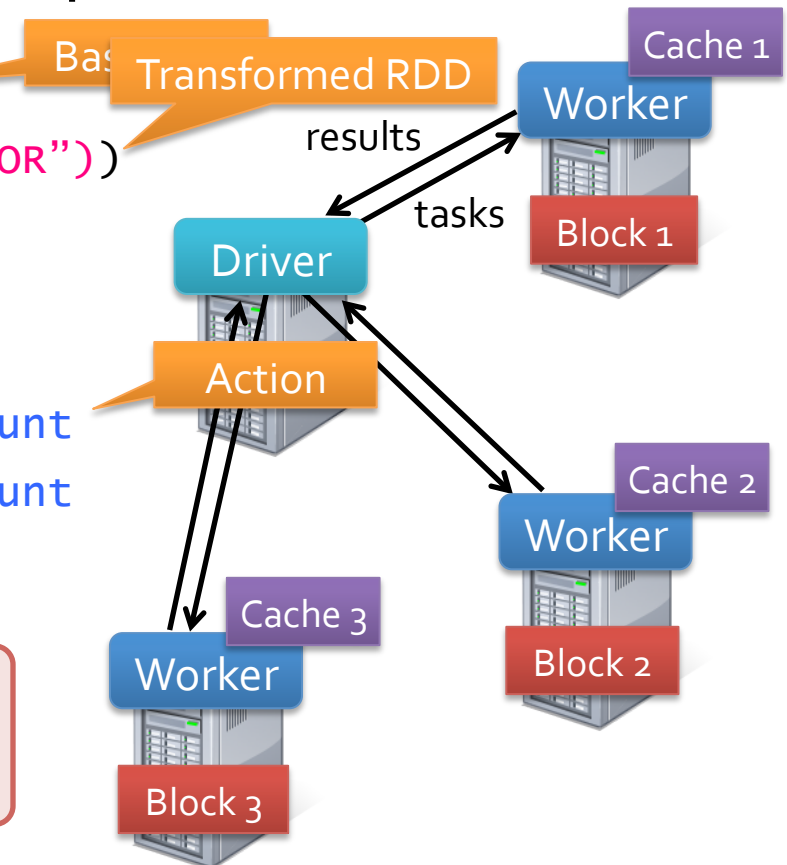 Bas
Transformed RDD
Cache 1
Worker
OR"))
results
tasks
Block 1
Driver
Action
unt
unt
Cache 2
Worker
Cache 3
Worker
Block 2
Block 3